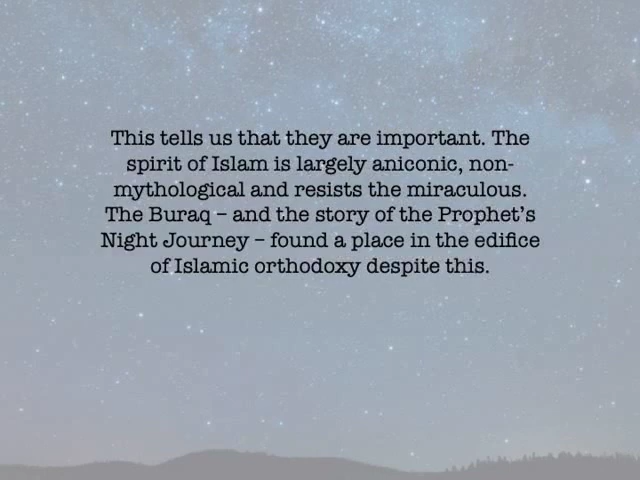 This tells us that they are important. The
spirit of Islam is largely aniconic, non-
mythological and resists the miraculous.
The Buraq – and the story of the Prophet’s
Night Journey – found a place in the edifice
of Islamic orthodoxy despite this.